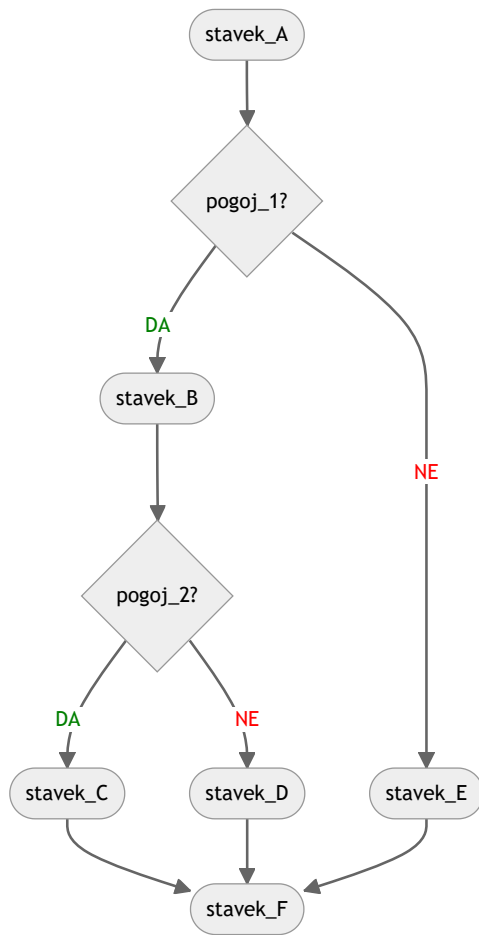 stavek_A
pogoj_1?
DA
stavek_B
NE
pogoj_2?
DA
NE
stavek_C
stavek_D
stavek_E
stavek_F